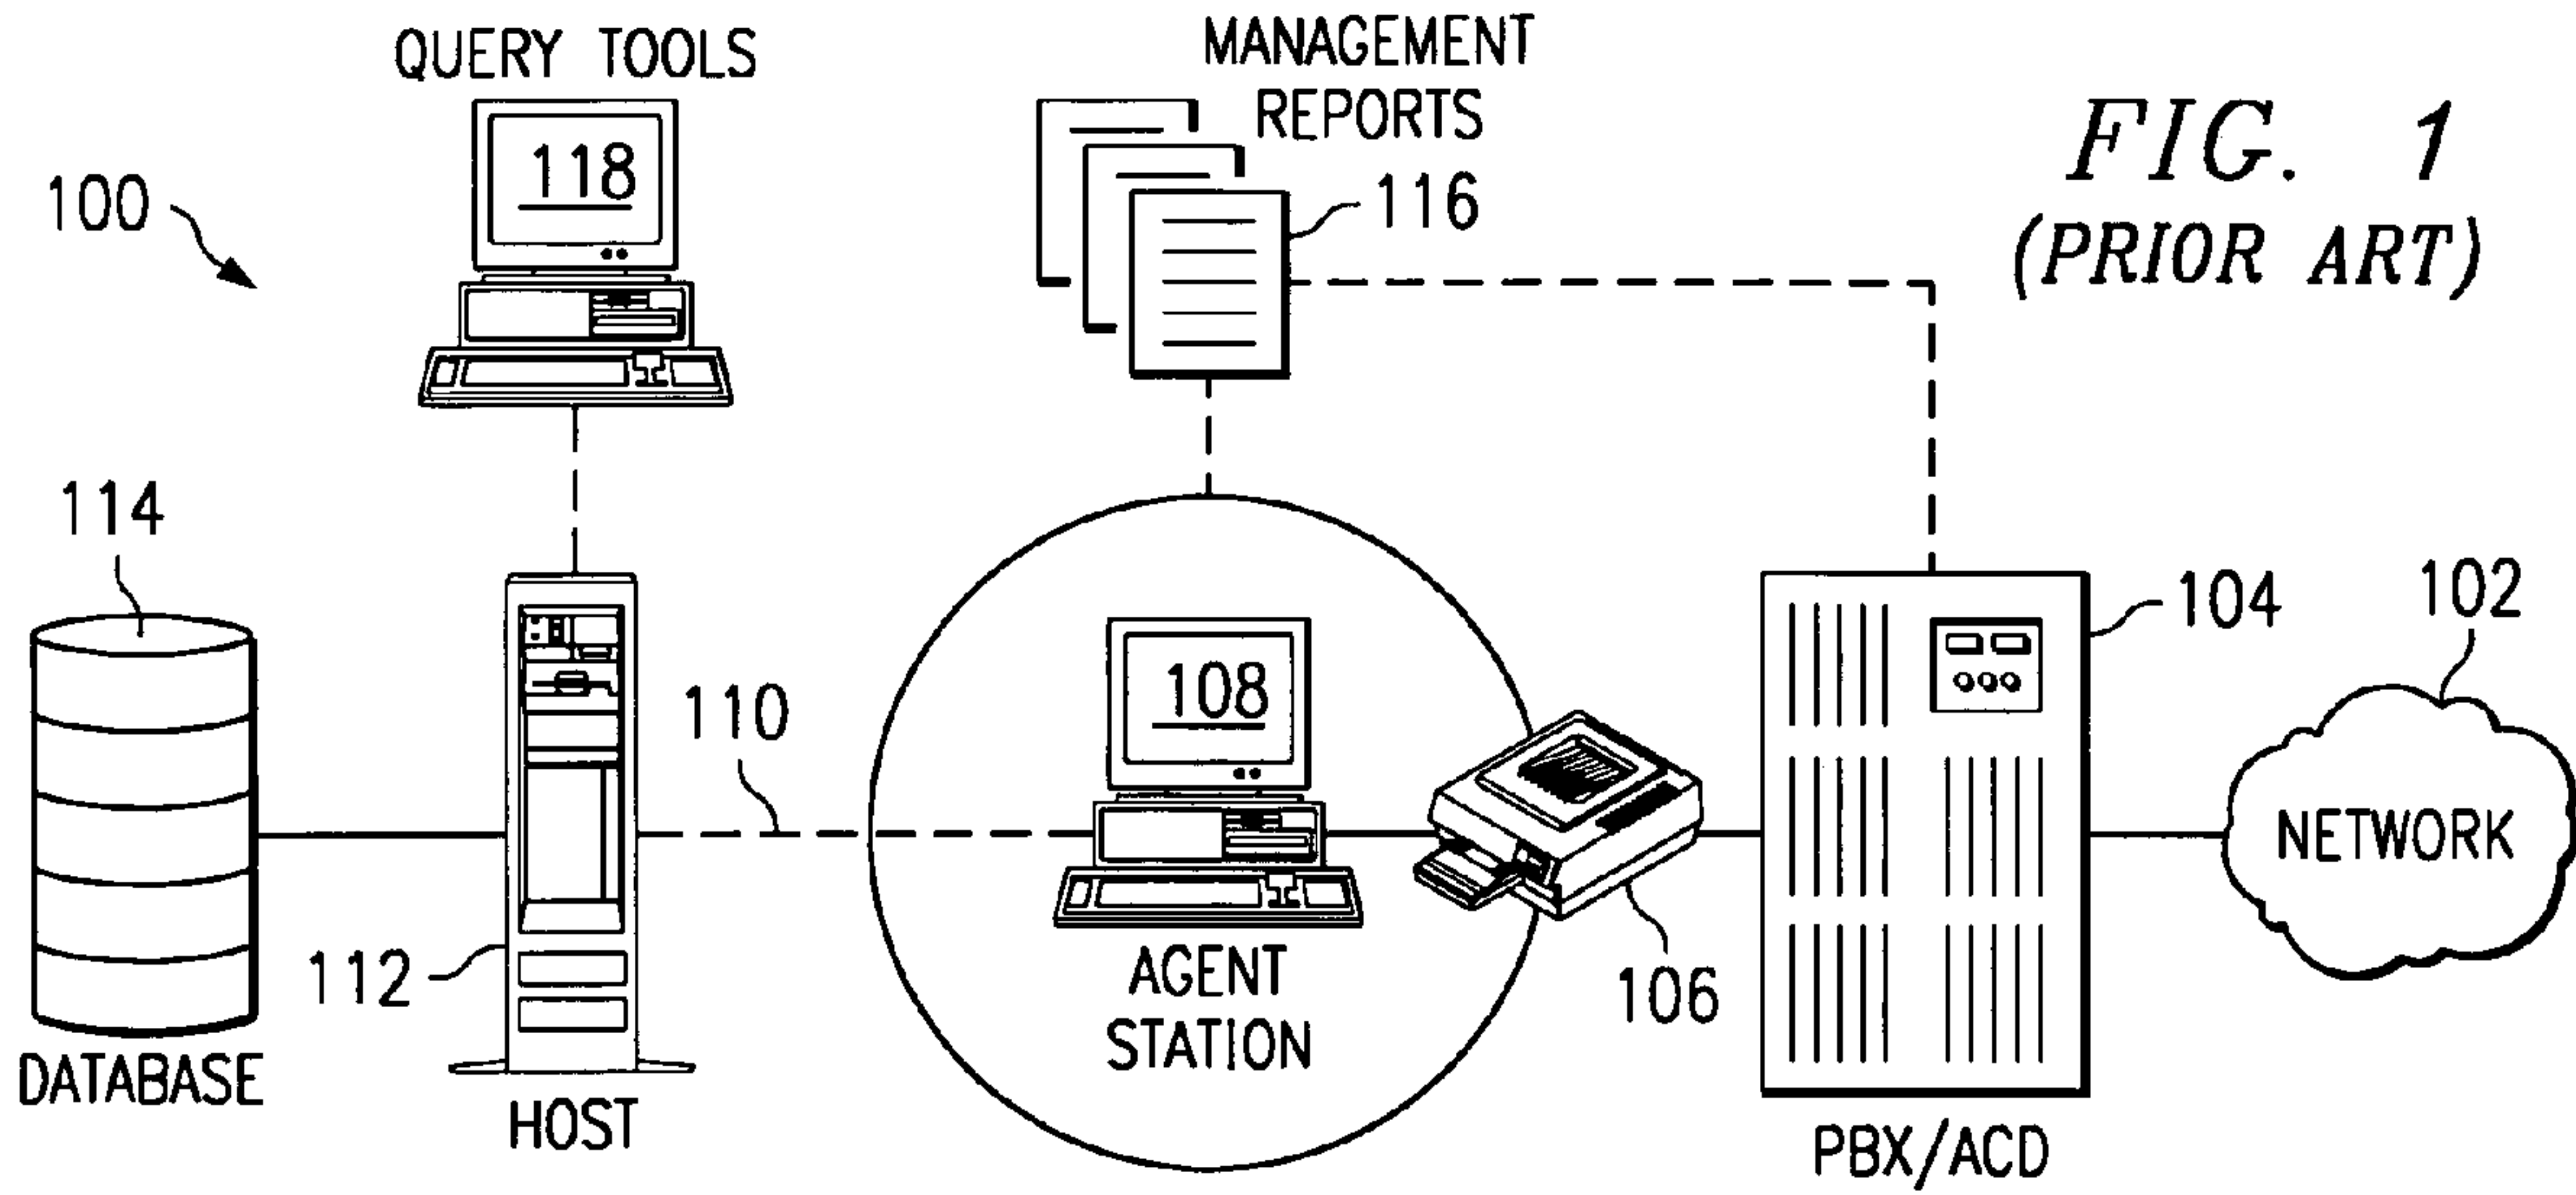 QUERY TOOLS
MANAGEMENT
REPORTS
FIG. 1
(PRIOR ART)
100
118
116
114
104
102
110
108
NETWORK
112
106
AGENT
STATION
DATABASE
HOST
PBX/ACD